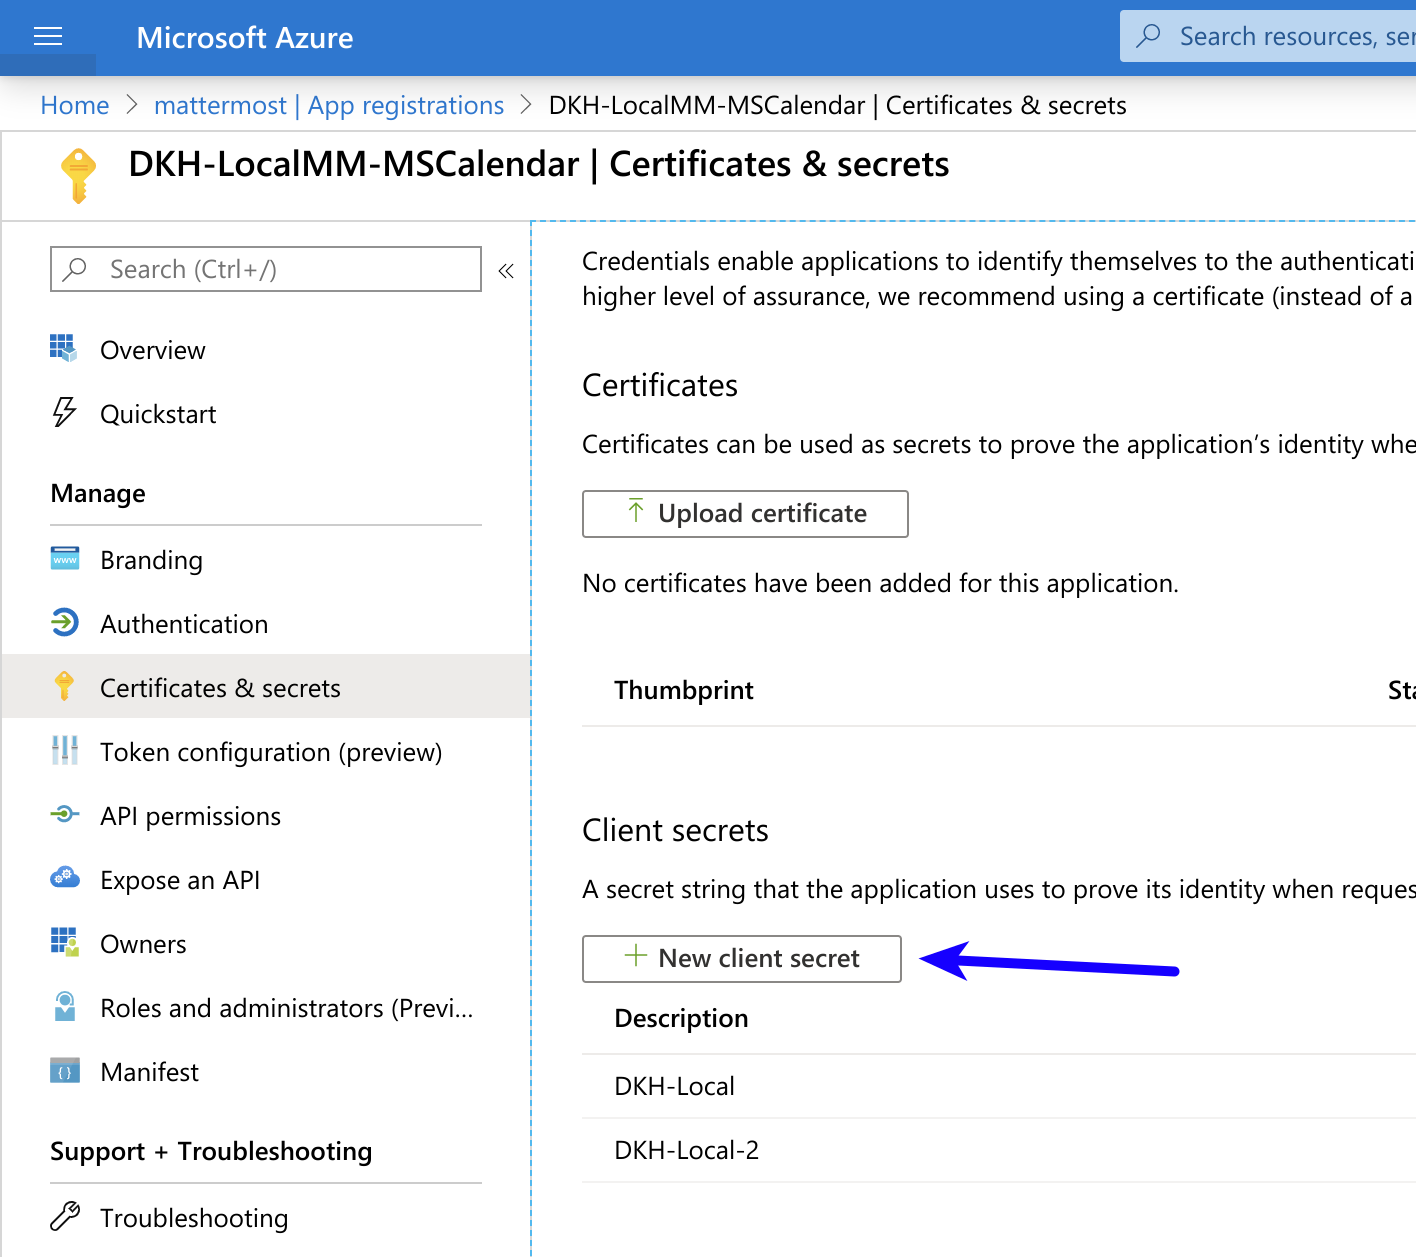 Microsoft Azure
Search resources, ser
Home > mattermost | App registrations > DKH-LocalMM-MSCalendar | Certificates & secrets
DKH-LocalMM-MSCalendar | Certificates & secrets
Search (Ctrl+/)
«
Overview
Quickstart
Manage
Branding
Authentication
Certificates & secrets
Token configuration (preview)
API permissions
Expose an API
Owners
Roles and administrators (Previ...
Manifest
Support + Troubleshooting
Troubleshooting
Credentials enable applications to identify themselves to the authenticati
higher level of assurance, we recommend using a certificate (instead of a
Certificates
Certificates can be used as secrets to prove the application’s identity whe
Upload certificate
No certificates have been added for this application.
Thumbprint
Sta
Client secrets
A secret string that the application uses to prove its identity when reques
New client secret
Description
DKH-Local
DKH-Local-2